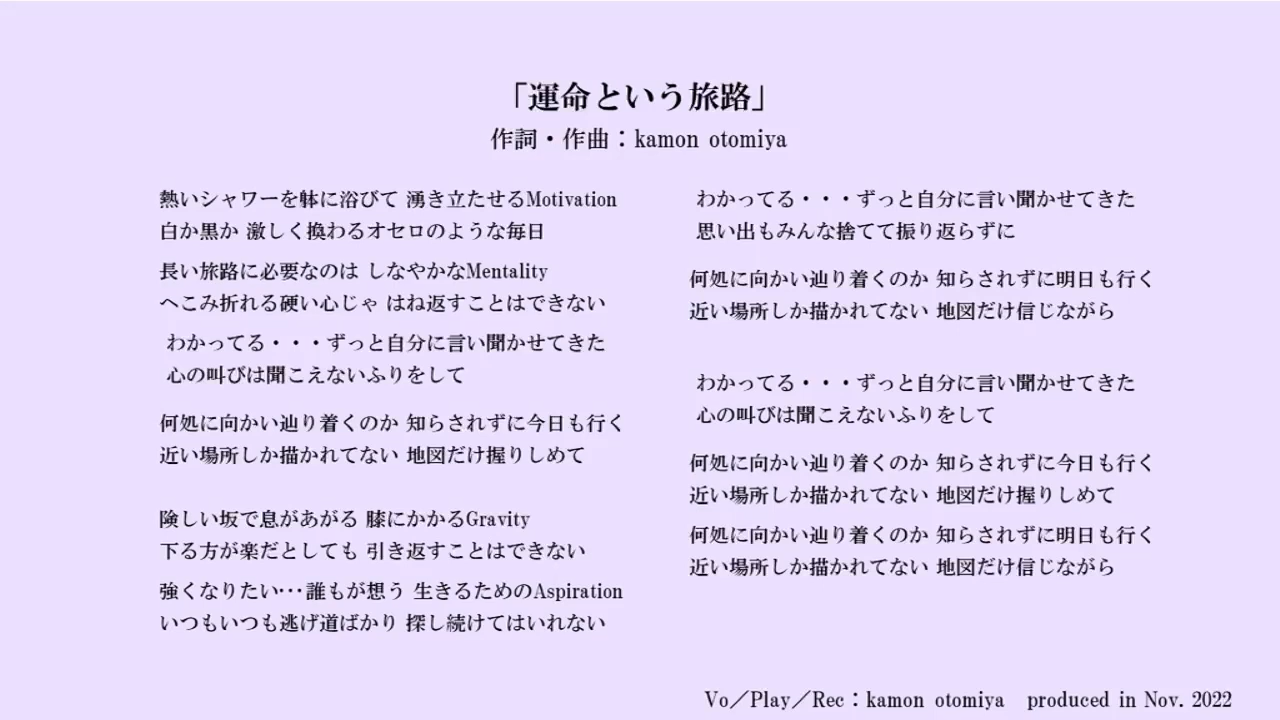 「運命という旅路」
作詞・作曲：kamon otomiya
熱いシャワーを躰に浴びて 湧き立たせるMotivation
白か黒か 激しく換わるオセロのような毎日
長い旅路に必要なのは しなやかなMentality
へこみ折れる硬い心じゃ はね返すことはできない
わかってる・・・ずっと自分に言い聞かせてきた
心の叫びは聞こえないふりをして
何処に向かい辿り着くのか 知らされずに今日も行く
近い場所しか描かれてない 地図だけ握りしめて
険しい坂で息があがる 膝にかかるGravity
下る方が楽だとしても 引き返すことはできない
強くなりたい･･･誰もが想う 生きるためのAspiration
いつもいつも逃げ道ばかり 探し続けてはいれない
わかってる・・・ずっと自分に言い聞かせてきた
思い出もみんな捨てて振り返らずに
何処に向かい辿り着くのか 知らされずに明日も行く
近い場所しか描かれてない 地図だけ信じながら
わかってる・・・ずっと自分に言い聞かせてきた
心の叫びは聞こえないふりをして
何処に向かい辿り着くのか 知らされずに今日も行く
近い場所しか描かれてない 地図だけ握りしめて
何処に向かい辿り着くのか 知らされずに明日も行く
近い場所しか描かれてない 地図だけ信じながら
Vo／Play／Rec：kamon otomiya　produced in Nov. 2022